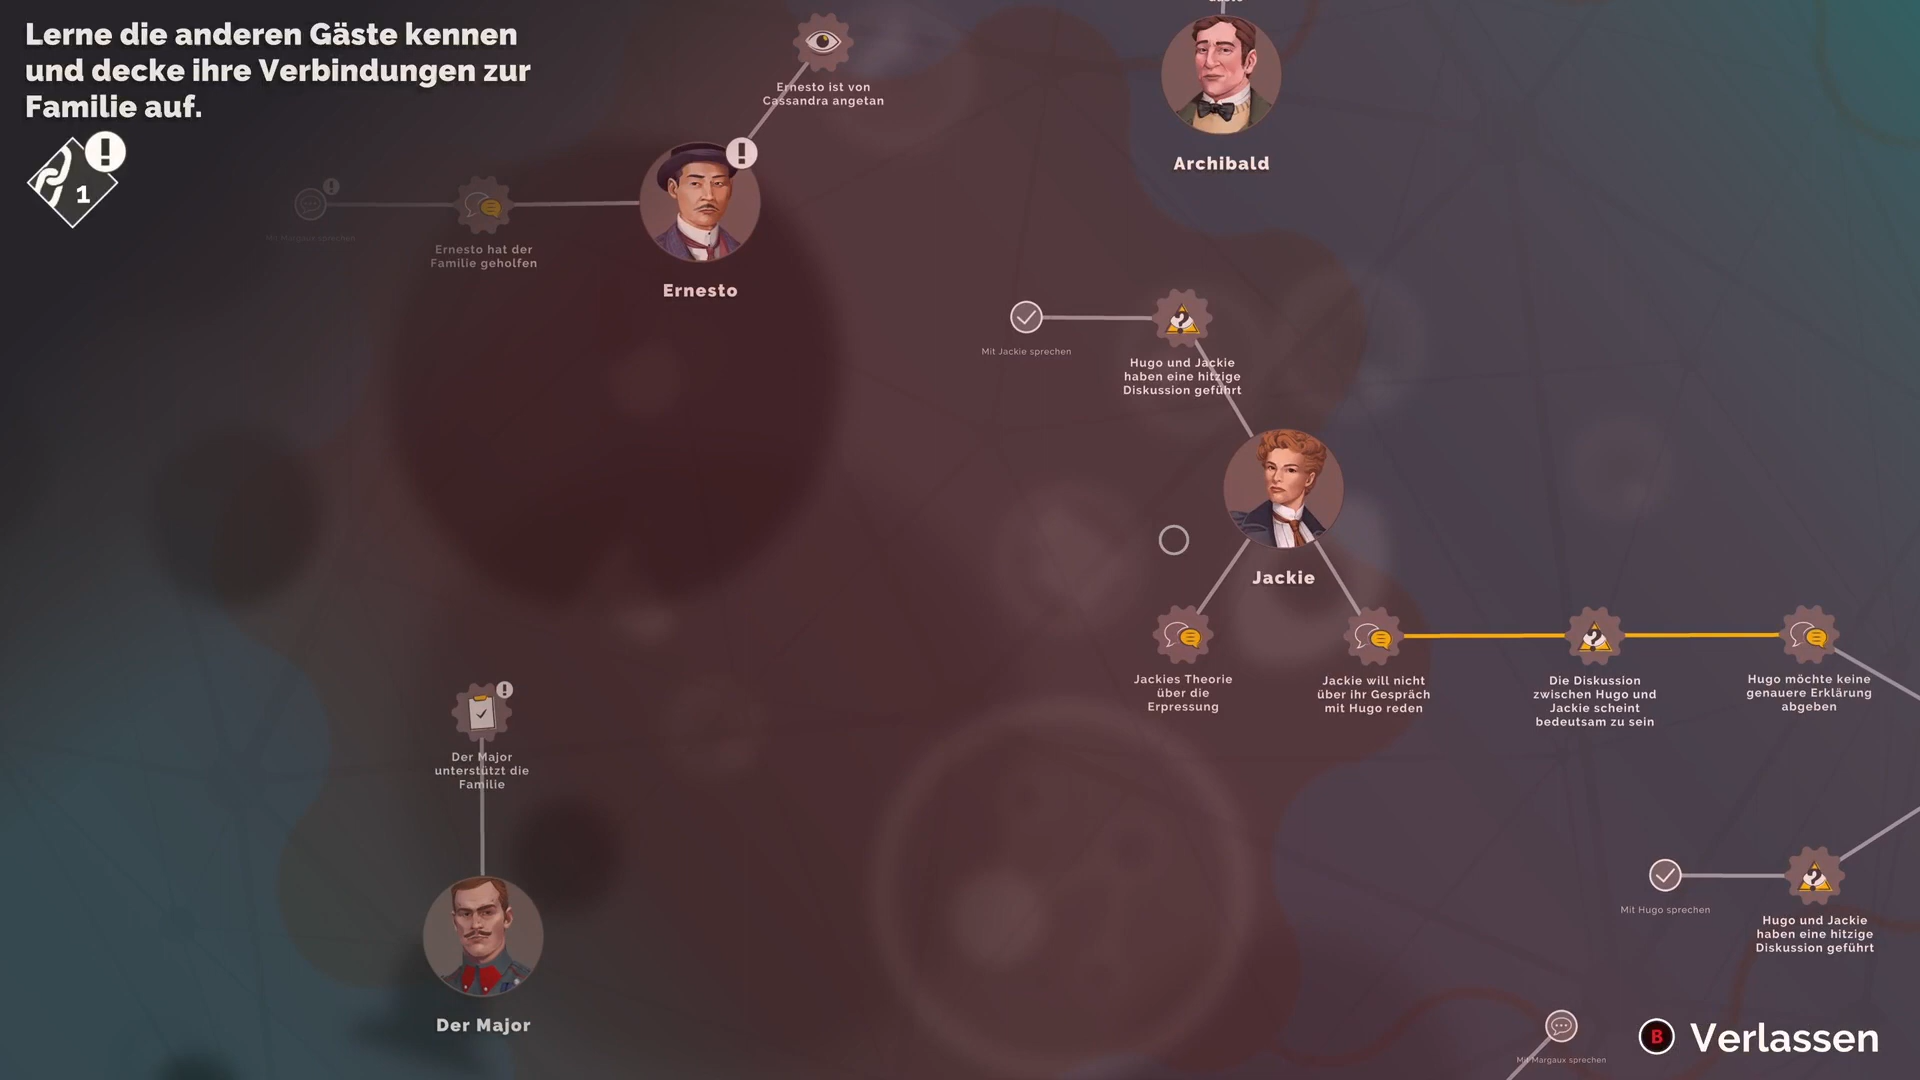 Lerne die anderen Gäste kennen
und decke ihre Verbindungen zur
Familie auf.
1
Ernesto ist von
Cassandra angetan
Archibald
Mit Margaux sprechen
Ernesto hat der
Familie geholfen
Ernesto
Mit Jackie sprechen
Hugo und Jackie
haben eine hitzige
Diskussion geführt
Jackie
Jackies Theorie
über die
Erpressung
Jackie will nicht
über ihr Gespräch
mit Hugo reden
Die Diskussion
zwischen Hugo und
Jackie scheint
bedeutsam zu sein
Hugo möchte keine
genauere Erklärung
abgeben
Der Major
unterstützt die
Familie
Der Major
Mit Hugo sprechen
Hugo und Jackie
haben eine hitzige
Diskussion geführt
Mit Margaux sprechen
B Verlassen